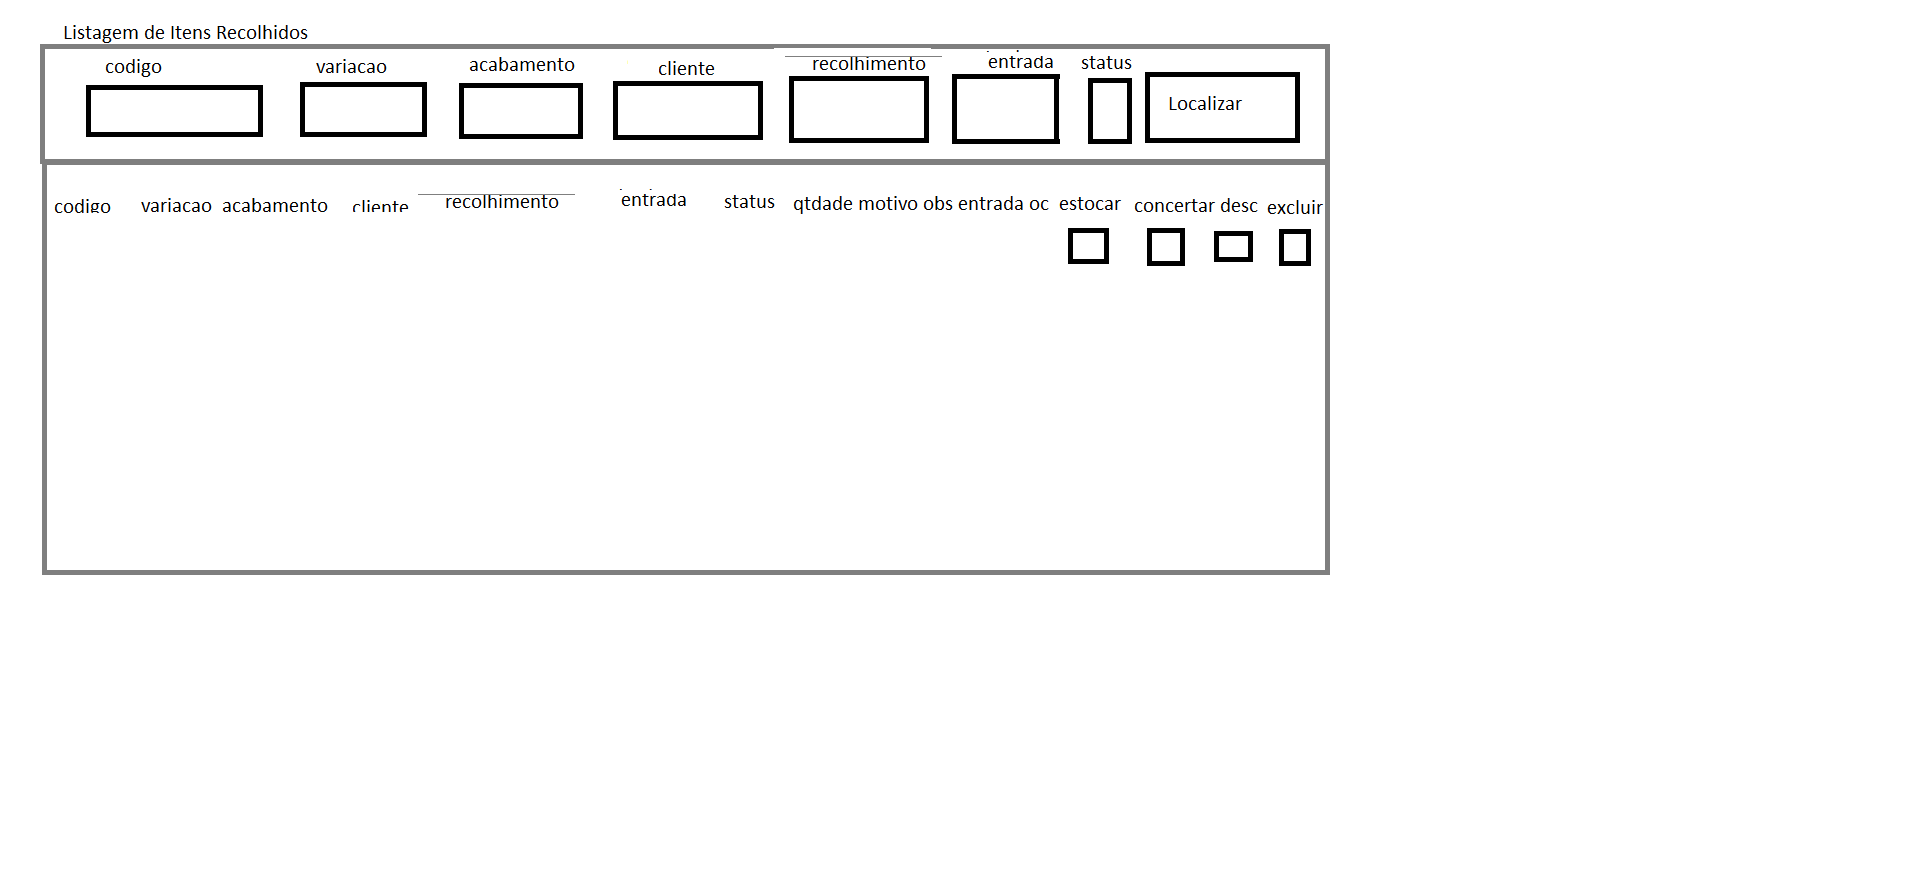 Listagem de Itens Recolhidos
codigo variacao acabamento cliente recolhimento entrada status
Localizar
codigo variacao acabamento cliente recolhimento entrada status qtdade motivo obs entrada oc estocar concertar desc excluir